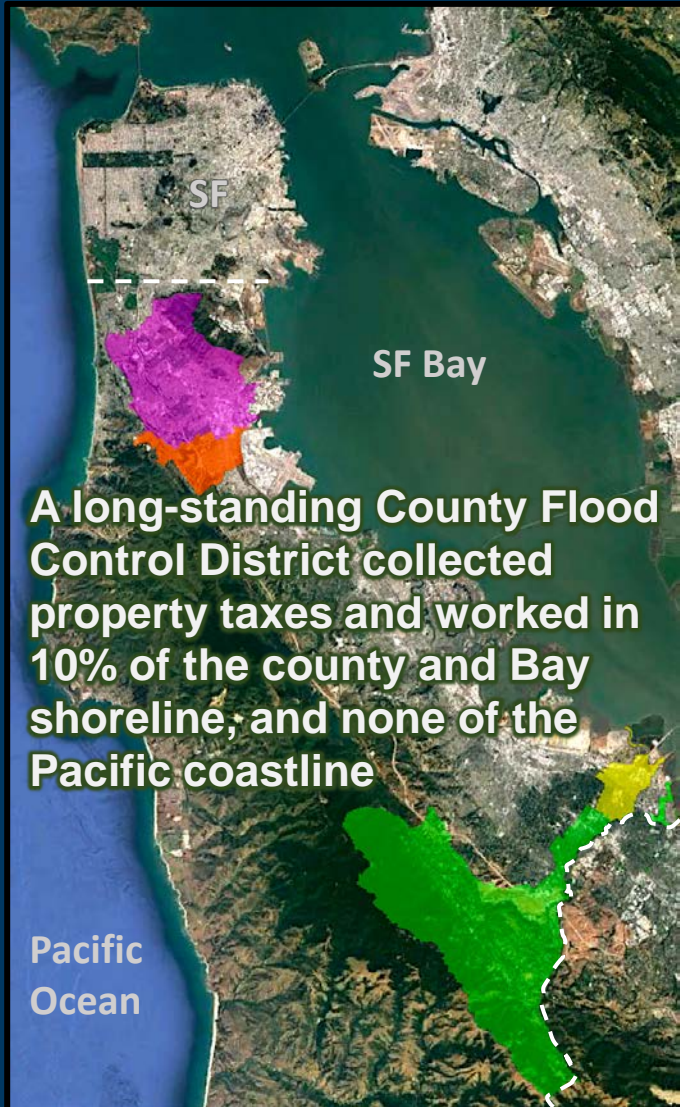 SF
SF Bay
A long-standing County Flood
Control District collected
property taxes and worked in
10% of the county and Bay
shoreline, and none of the
Pacific coastline
Pacific
Ocean